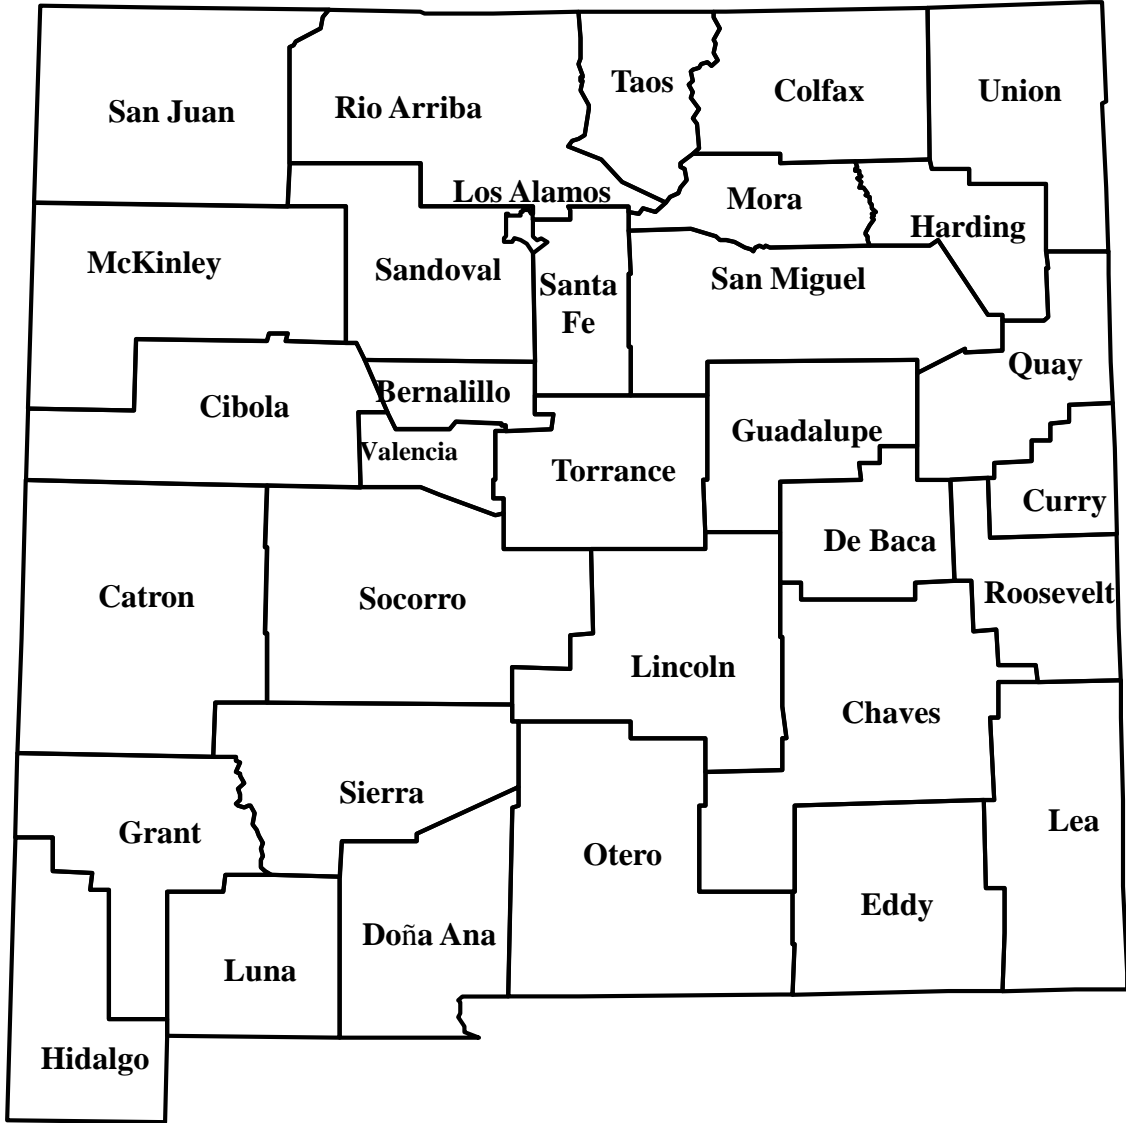 Taos
Colfax
Union
San Juan
Rio Arriba
Los Alamos
Mora
Harding
McKinley
Sandoval
San Miguel
Santa
Fe
Quay
Bernalillo
Cibola
Guadalupe
Valencia
Torrance
Curry
De Baca
Roosevelt
Catron
Socorro
Lincoln
Chaves
Sierra
Lea
Grant
Otero
Eddy
Doña Ana
Luna
Hidalgo